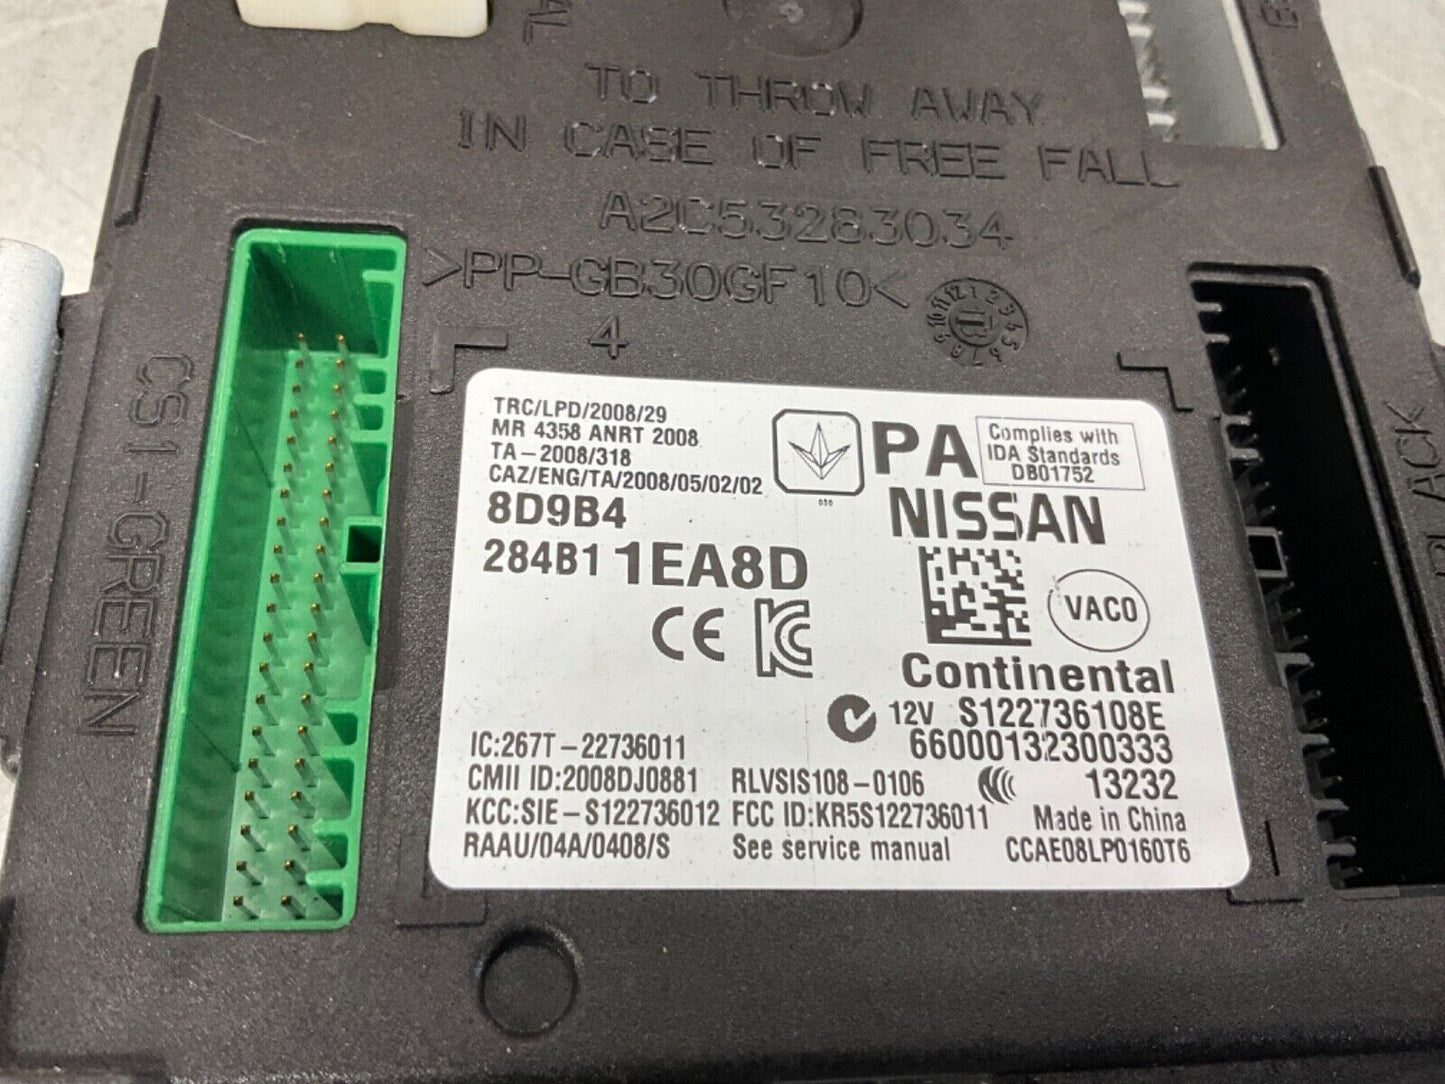 TO THROW AWAY
IN CASE OF FREE FALL
A2C53283034
>PP-GB30GF10<
4
CS1-GREEN
TRC/LPD/2008/29
MR 4358 ANRT 2008
TA-2008/318
CAZ/ENG/TA/2008/05/02/02
8D9B4
284B1 1EA8D
030
PA
Complies with
IDA Standards
DB01752
NISSAN
VACO
Continental
12V S122736108E
66000132300333
IC:267T-22736011
CMII ID:2008DJ0881 RLVSIS108-0106 13232
KCC:SIE-S122736012 FCC ID:KR5S122736011 Made in China
RAAU/04A/0408/S See service manual CCAE08LP0160T6